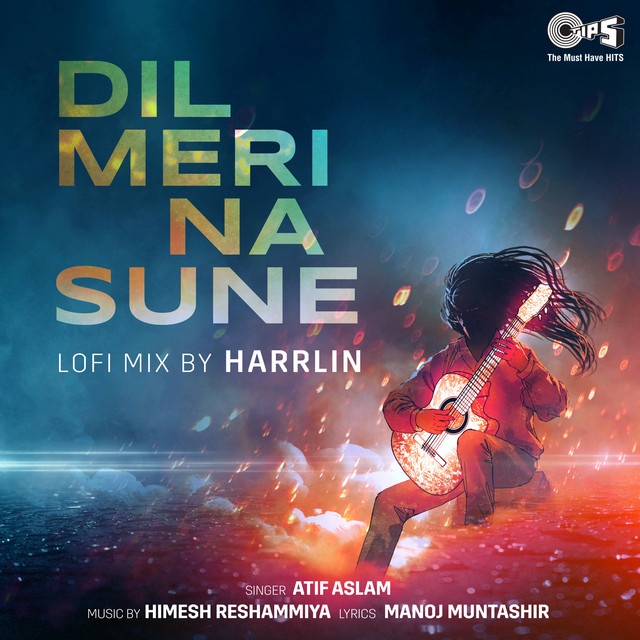 TIPS
The Must Have HITS
DIL
MERI
NA
SUNE
LOFI MIX BY HARRLIN
SINGER ATIF ASLAM
MUSIC BY HIMESH RESHAMMIYA LYRICS MANOJ MUNTASHIR